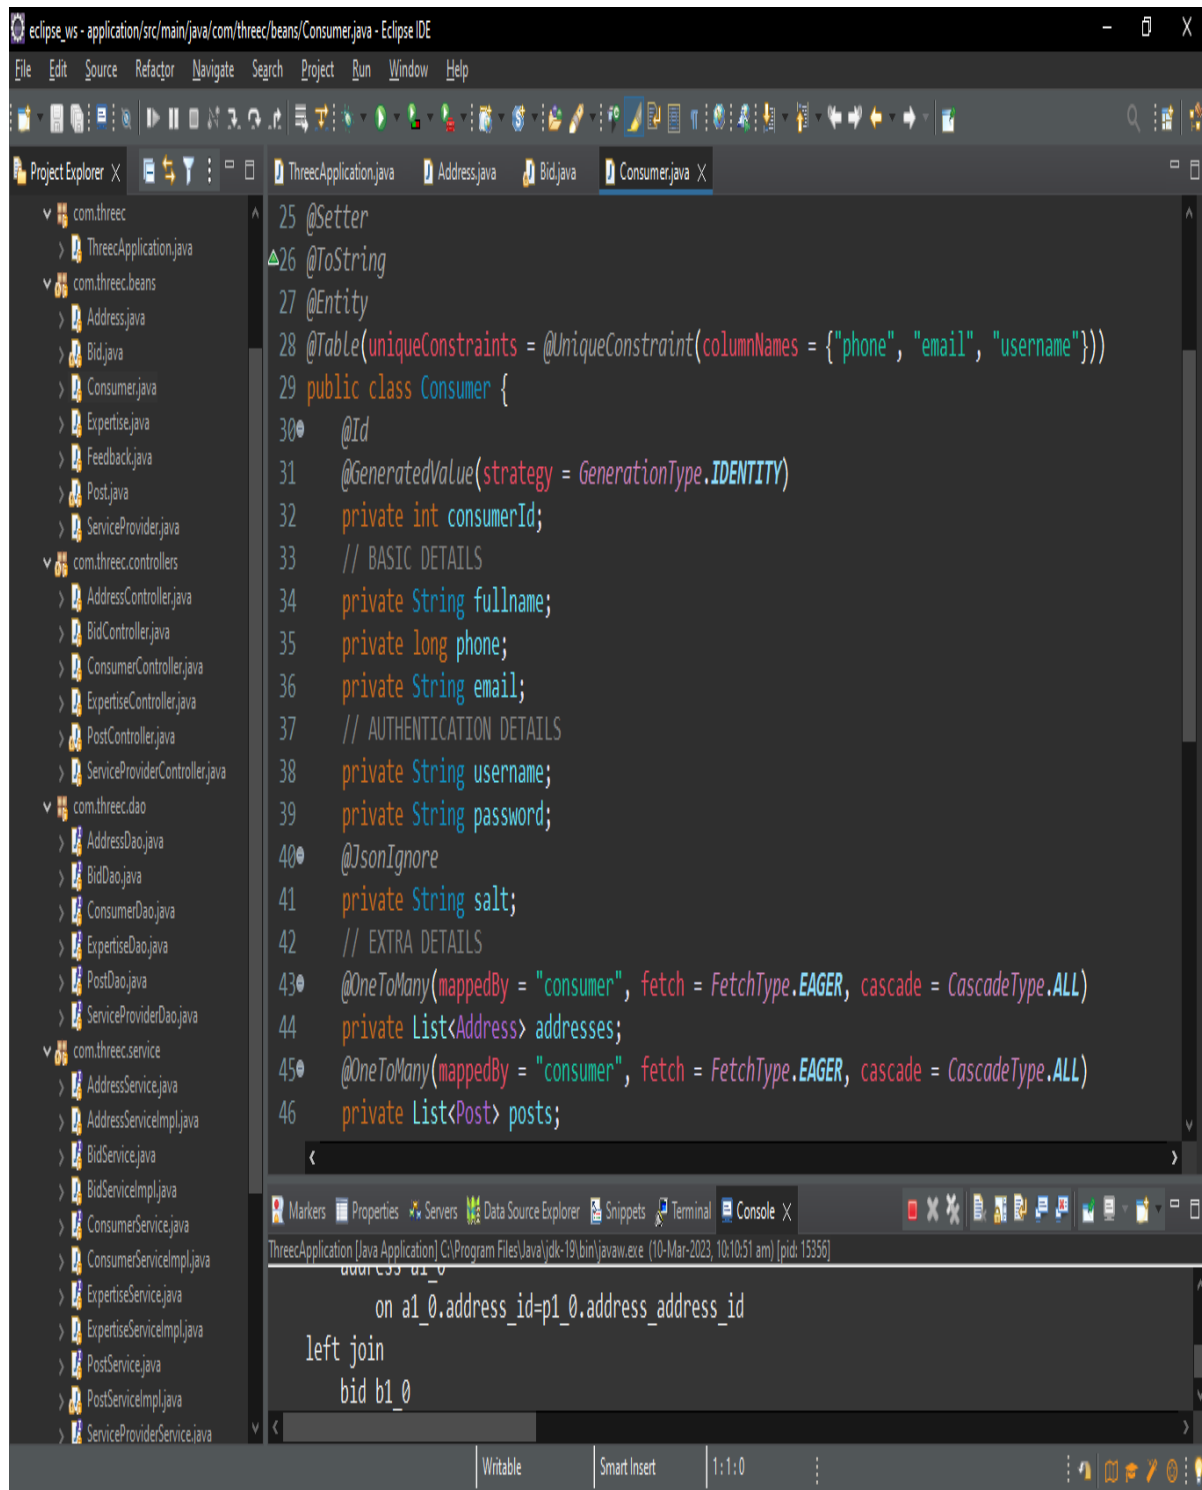 eclipse_ws - application/src/main/java/com/threec/beans/Consumer.java - Eclipse IDE
File Edit Source Refactor Navigate Search Project Run Window Help
Project Explorer
com.threec
ThreecApplication.java
com.threec.beans
Address.java
Bid.java
Consumer.java
Expertise.java
Feedback.java
Post.java
ServiceProvider.java
com.threec.controllers
AddressController.java
BidController.java
ConsumerController.java
ExpertiseController.java
PostController.java
ServiceProviderController.java
com.threec.dao
AddressDao.java
BidDao.java
ConsumerDao.java
ExpertiseDao.java
PostDao.java
ServiceProviderDao.java
com.threec.service
AddressService.java
AddressServiceImpl.java
BidService.java
BidServiceImpl.java
ConsumerService.java
ConsumerServiceImpl.java
ExpertiseService.java
ExpertiseServiceImpl.java
PostService.java
PostServiceImpl.java
ServiceProviderService.java
ThreecApplication.java Address.java Bid.java Consumer.java
25 @Setter
26 @ToString
27 @Entity
28 @Table(uniqueConstraints = @UniqueConstraint(columnNames = {"phone", "email", "username"}))
29 public class Consumer {
30 @Id
31 @GeneratedValue(strategy = GenerationType.IDENTITY)
32 private int consumerId;
33 // BASIC DETAILS
34 private String fullname;
35 private long phone;
36 private String email;
37 // AUTHENTICATION DETAILS
38 private String username;
39 private String password;
40 @JsonIgnore
41 private String salt;
42 // EXTRA DETAILS
43 @OneToMany(mappedBy = "consumer", fetch = FetchType.EAGER, cascade = CascadeType.ALL)
44 private List<Address> addresses;
45 @OneToMany(mappedBy = "consumer", fetch = FetchType.EAGER, cascade = CascadeType.ALL)
46 private List<Post> posts;
Markers Properties Servers Data Source Explorer Snippets Terminal Console
ThreecApplication [Java Application] C:\Program Files\Java\jdk-19\bin\javaw.exe (10-Mar-2023, 10:10:51 am) [pid: 15356]
address a1_0
on a1_0.address_id=p1_0.address_address_id
left join
bid b1_0
Writable Smart Insert 1:1:0